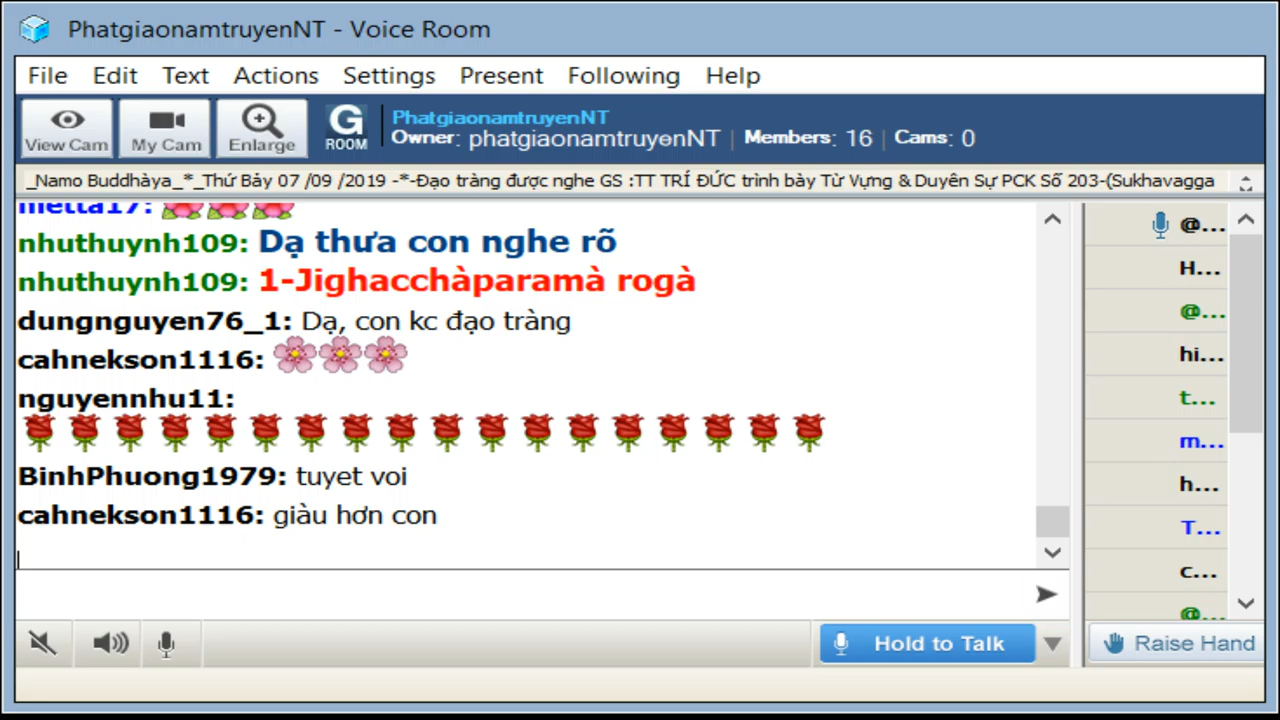 PhatgiaonamtruyenNT - Voice Room
File Edit Text Actions Settings Present Following Help
View Cam My Cam Enlarge G ROOM
PhatgiaonamtruyenNT
Owner: phatgiaonamtruyenNT | Members: 16 | Cams: 0
_Namo Buddhàya_*_Thứ Bảy 07 /09 /2019 -*-Đạo tràng được nghe GS :TT TRÍ ĐỨC trình bày Từ Vựng & Duyên Sự PCK Số 203-(Sukhavagga
metta17:
nhuthuynh109: Dạ thưa con nghe rõ
nhuthuynh109: 1-Jighacchàparamà rogà
dungnguyen76_1: Dạ, con kc đạo tràng
cahnekson1116:
nguyennhu11:
BinhPhuong1979: tuyet voi
cahnekson1116: giàu hơn con
@...
H...
@...
hi...
t...
m...
h...
T...
c...
@...
Hold to Talk
Raise Hand